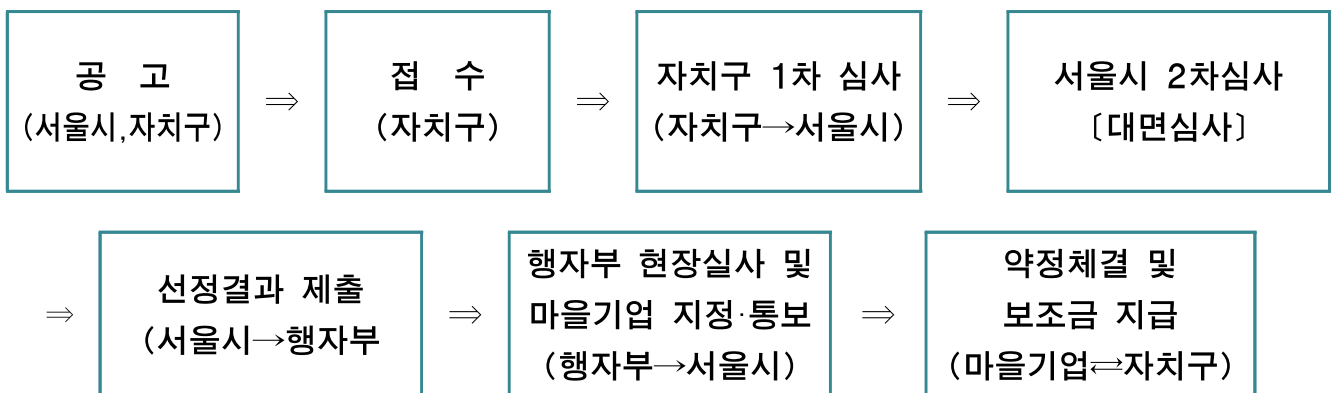 공 고
(서울시,자치구)
⇒
접 수
(자치구)
⇒
자치구 1차 심사
(자치구→서울시)
⇒
서울시 2차심사
〔대면심사〕
⇒
선정결과 제출
(서울시→행자부
⇒
행자부 현장실사 및
마을기업 지정·통보
(행자부→서울시)
⇒
약정체결 및
보조금 지급
(마을기업⇄자치구)